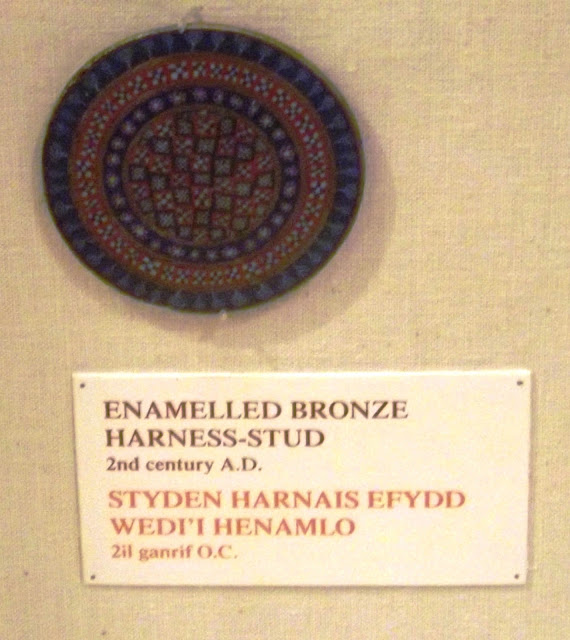 ENAMELLED BRONZE
HARNESS-STUD
2nd century A.D.
STYDEN HARNAIS EFYDD
WEDI'I HENAMLO
2il ganrif O.C.